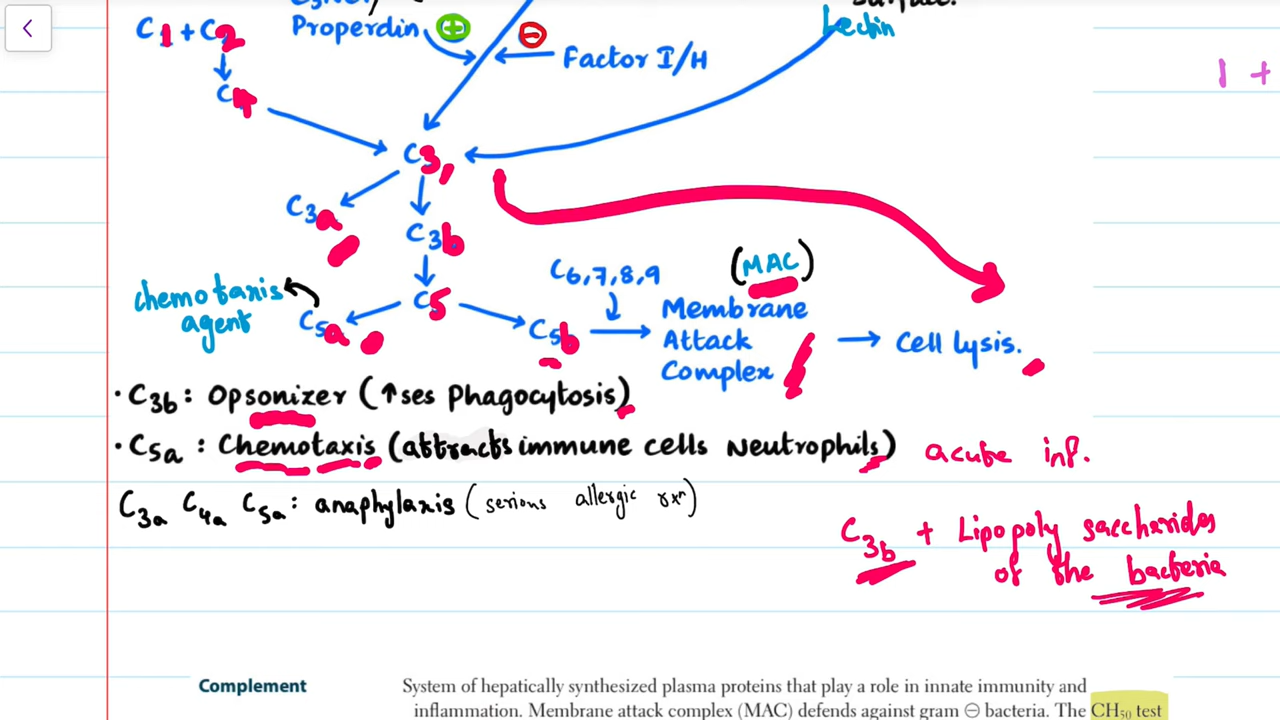 C1 + C2
Properdin
(+)
(-)
Factor I/H
Lectin
1 +
C4
C3,
C3a
C3b
C6,7,8,9
(MAC)
chemotaxis
agent
C5
C5a
C5b
Membrane
Attack
Complex
Cell lysis.
· C3b : Opsonizer (↑ses Phagocytosis)
· C5a : Chemotaxis (attracts immune cells Neutrophils) acute inf.
C3a C4a C5a : anaphylaxis (serious allergic rxn)
C3b + Lipopoly saccharides
of the bacteria
Complement
System of hepatically synthesized plasma proteins that play a role in innate immunity and
inflammation. Membrane attack complex (MAC) defends against gram ⊖ bacteria. The CH50 test